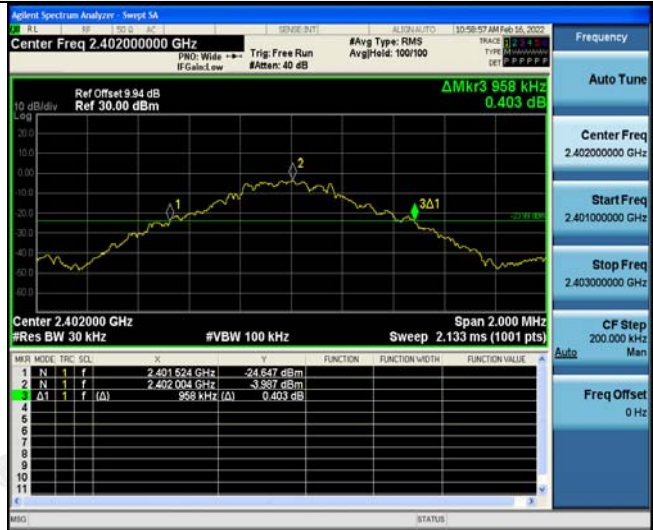 Agilent Spectrum Analyzer - Swept SA
RL RF 50 Ω AC SENSE:INT ALIGNAUTO 10:58:57 AM Feb 16, 2022
Center Freq 2.402000000 GHz
#Avg Type: RMS
TRACE 1 2 3 4 5 6
PNO: Wide
Trig: Free Run
Avg|Hold: 100/100
TYPE M
IFGain:Low
#Atten: 40 dB
DET P P P P P P
Frequency
Auto Tune
Center Freq
2.402000000 GHz
Start Freq
2.401000000 GHz
Stop Freq
2.403000000 GHz
CF Step
200.000 kHz
Auto Man
Freq Offset
0 Hz
ΔMkr3 958 kHz
0.403 dB
Ref Offset 9.94 dB
10 dB/div Ref 30.00 dBm
Log
20.0
10.0
0.00
-10.0
-20.0
-30.0
-40.0
-50.0
-60.0
1
2
3Δ1
Center 2.402000 GHz Span 2.000 MHz
#Res BW 30 kHz #VBW 100 kHz Sweep 2.133 ms (1001 pts)
MKR MODE TRC SCL X Y FUNCTION FUNCTION WIDTH FUNCTION VALUE
1 N 1 f 2.401 524 GHz -24.647 dBm
2 N 1 f 2.402 004 GHz -3.987 dBm
3 Δ1 1 f (Δ) 958 kHz (Δ) 0.403 dB
4
5
6
7
8
9
10
11
MSG STATUS